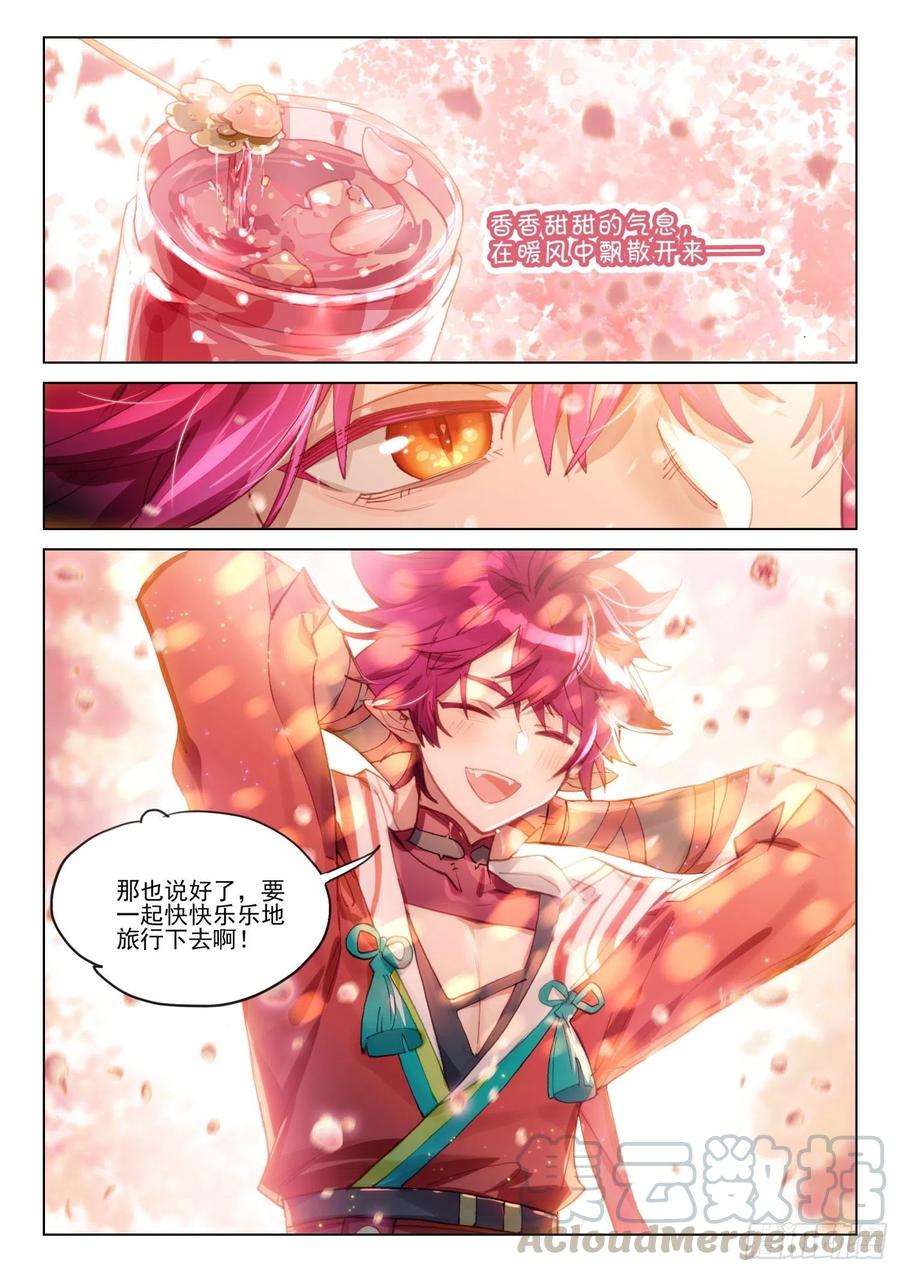 香香甜甜的气息，
在暖风中飘散开来——
那也说好了，要
一起快快乐乐地
旅行下去啊！
集云数据
AcloudMerge.com